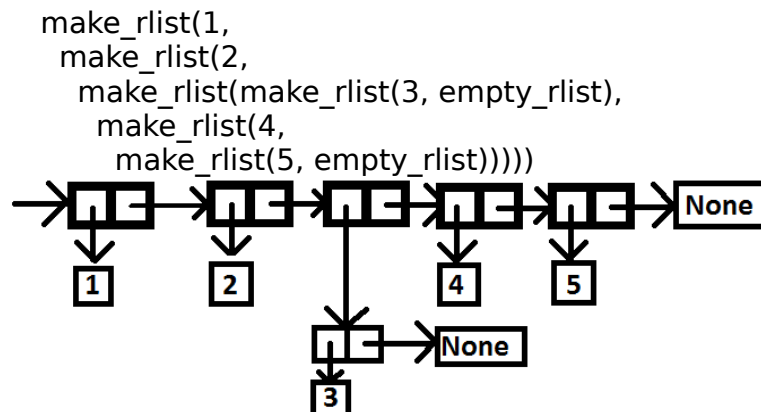 make_rlist(1,
make_rlist(2,
make_rlist(make_rlist(3, empty_rlist),
make_rlist(4,
make_rlist(5, empty_rlist)))))
None
1
2
4
5
None
3